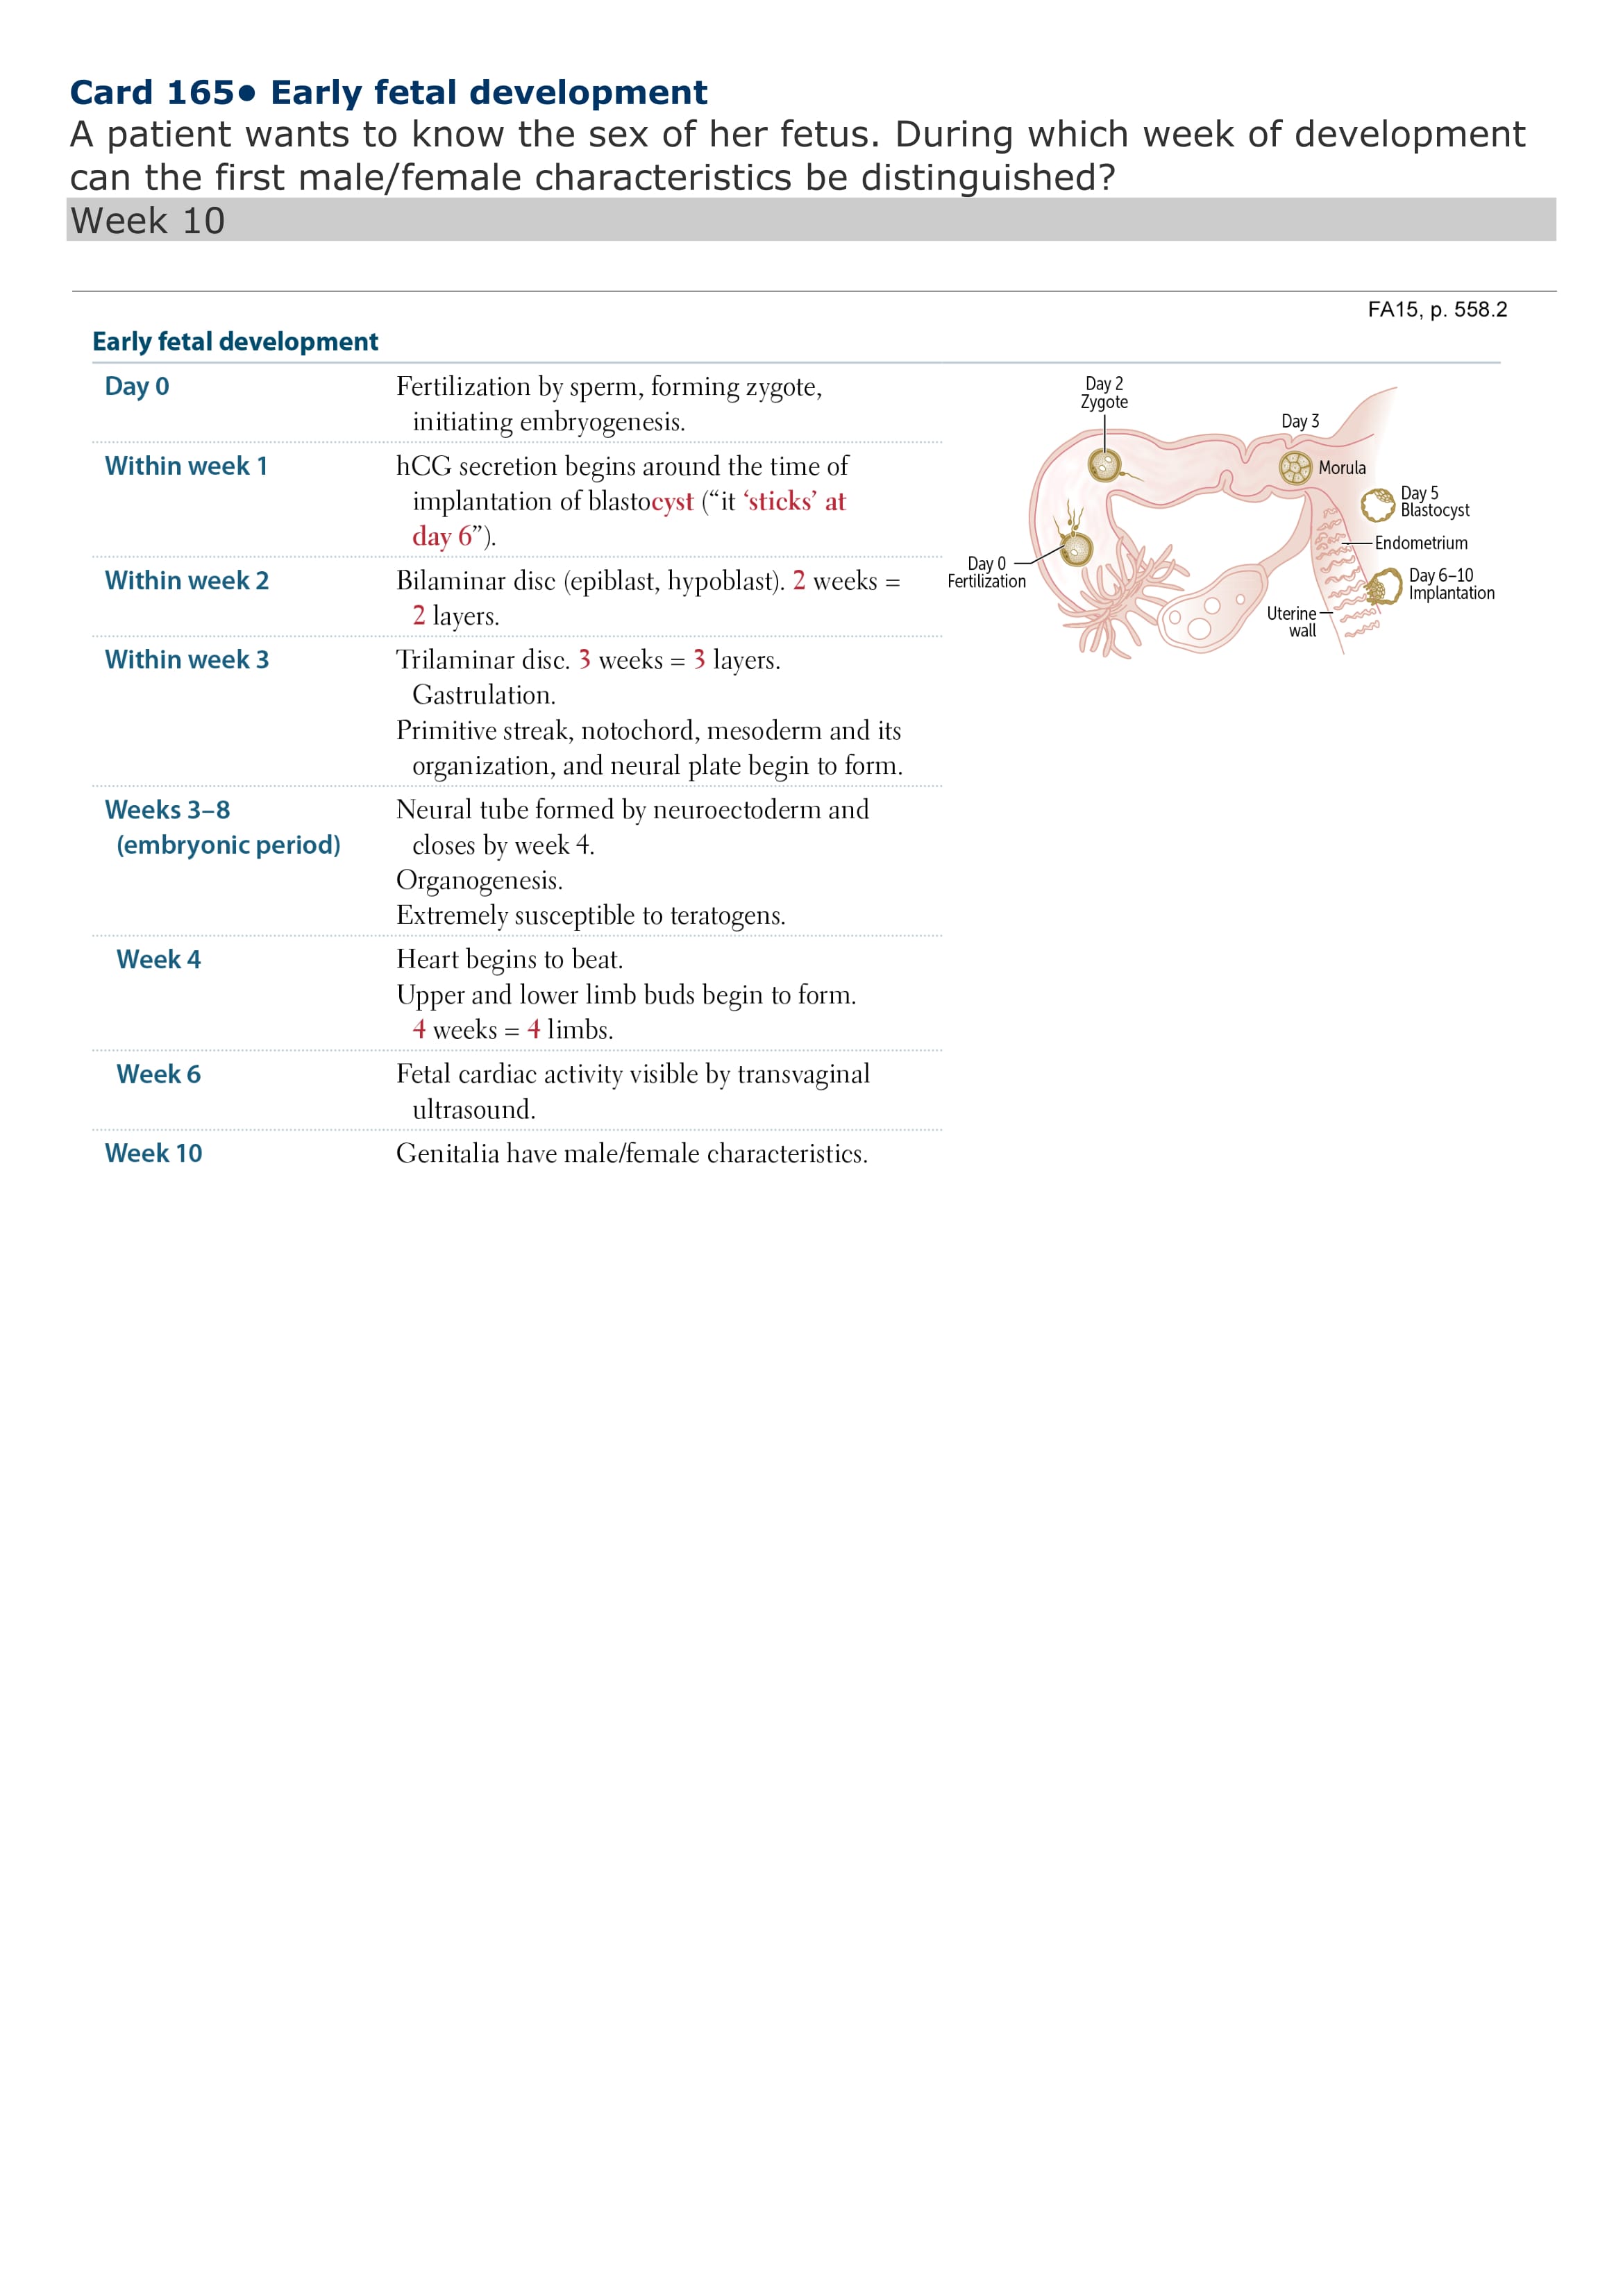 Card 165• Early fetal development
A patient wants to know the sex of her fetus. During which week of development
can the first male/female characteristics be distinguished?
Week 10
FA15, p. 558.2
Early fetal development
Day 0
Fertilization by sperm, forming zygote,
initiating embryogenesis.
Within week 1
hCG secretion begins around the time of
implantation of blastocyst (“it ‘sticks’ at
day 6”).
Within week 2
Bilaminar disc (epiblast, hypoblast). 2 weeks =
2 layers.
Within week 3
Trilaminar disc. 3 weeks = 3 layers.
Gastrulation.
Primitive streak, notochord, mesoderm and its
organization, and neural plate begin to form.
Weeks 3–8
(embryonic period)
Neural tube formed by neuroectoderm and
closes by week 4.
Organogenesis.
Extremely susceptible to teratogens.
Week 4
Heart begins to beat.
Upper and lower limb buds begin to form.
4 weeks = 4 limbs.
Week 6
Fetal cardiac activity visible by transvaginal
ultrasound.
Week 10
Genitalia have male/female characteristics.
Day 2
Zygote
Day 3
Morula
Day 5
Blastocyst
Endometrium
Day 0
Fertilization
Day 6–10
Implantation
Uterine
wall